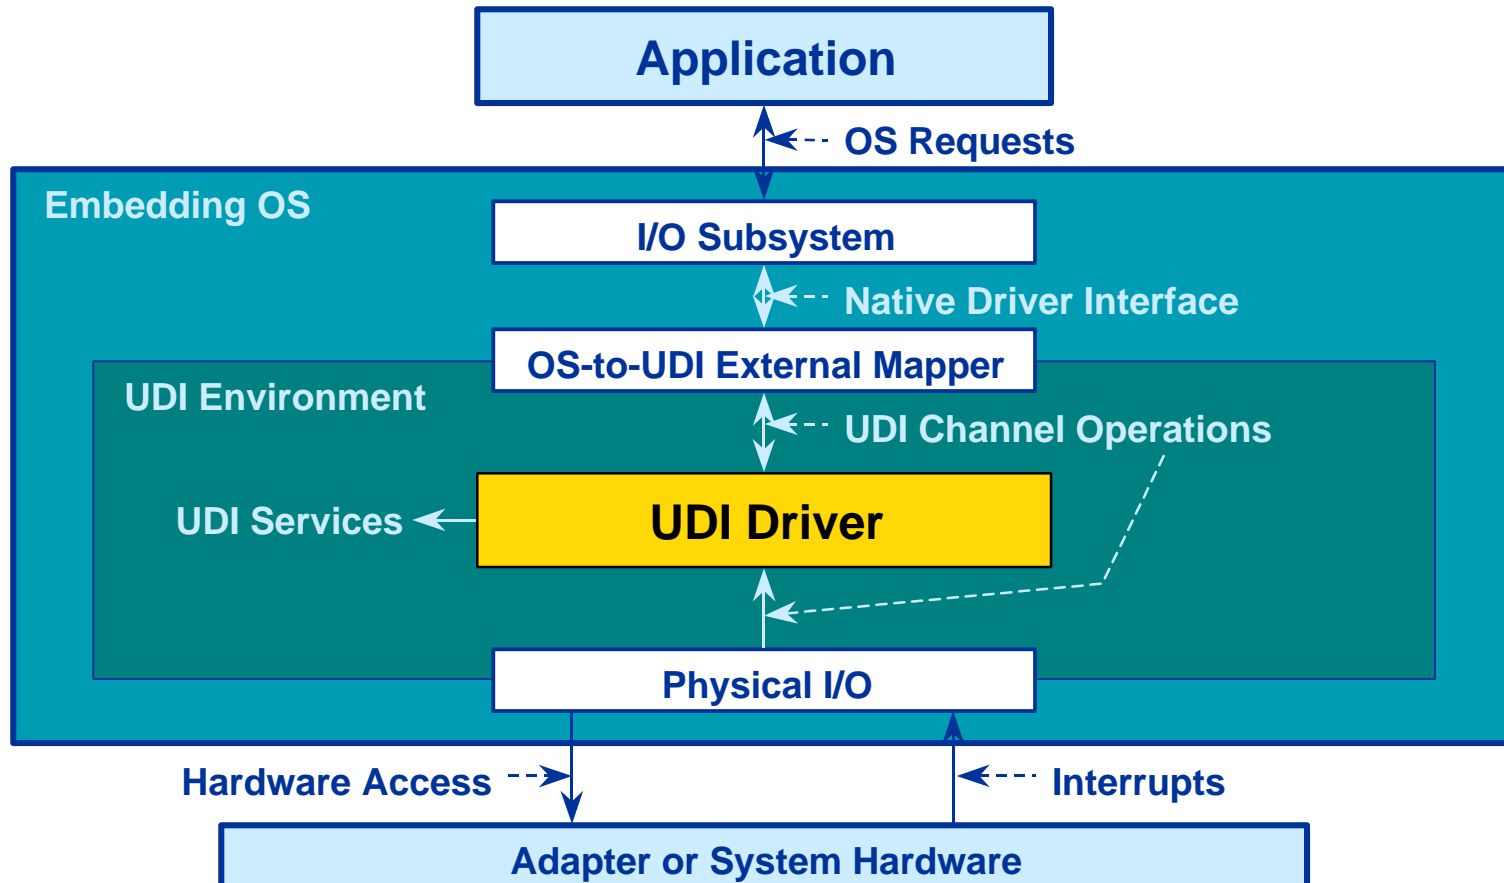 Application
OS Requests
Embedding OS
I/O Subsystem
Native Driver Interface
OS-to-UDI External Mapper
UDI Environment
UDI Channel Operations
UDI Services
UDI Driver
Physical I/O
Hardware Access
Interrupts
Adapter or System Hardware